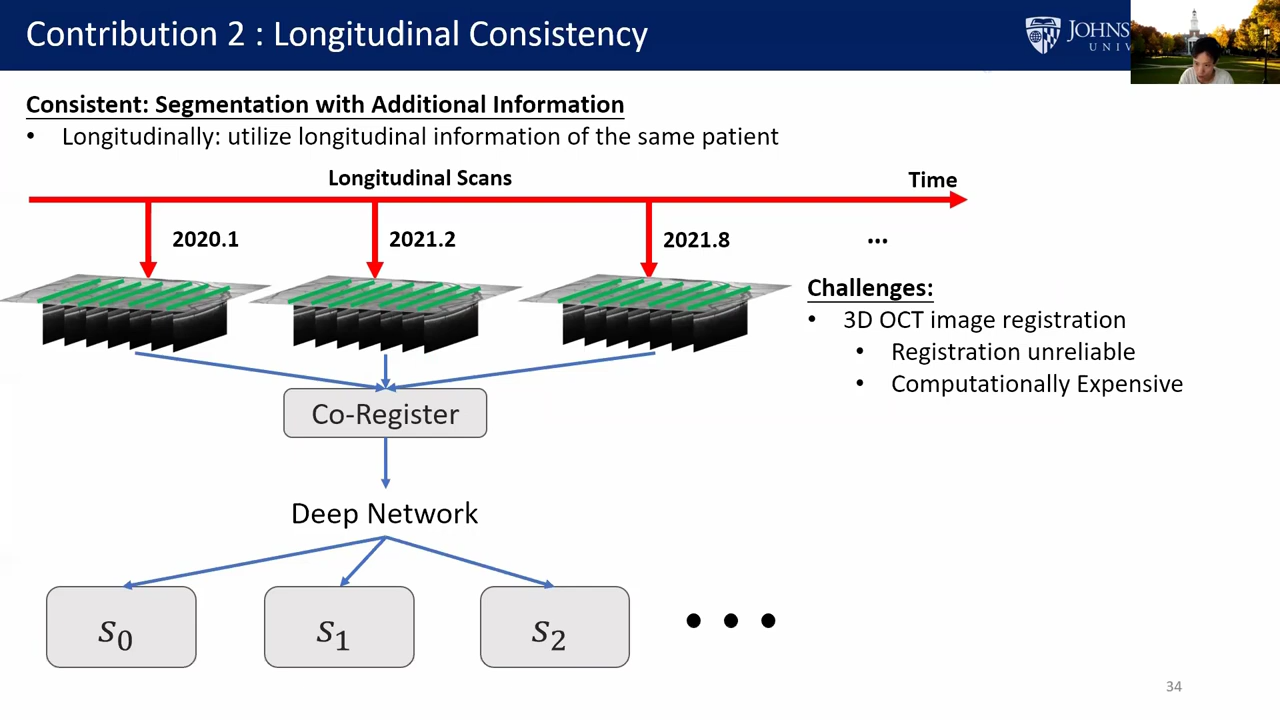 Contribution 2 : Longitudinal Consistency
Consistent: Segmentation with Additional Information
• Longitudinally: utilize longitudinal information of the same patient
Longitudinal Scans
Time
2020.1
2021.2
2021.8
...
Challenges:
• 3D OCT image registration
• Registration unreliable
• Computationally Expensive
Co-Register
Deep Network
s0
s1
s2
• • •
34